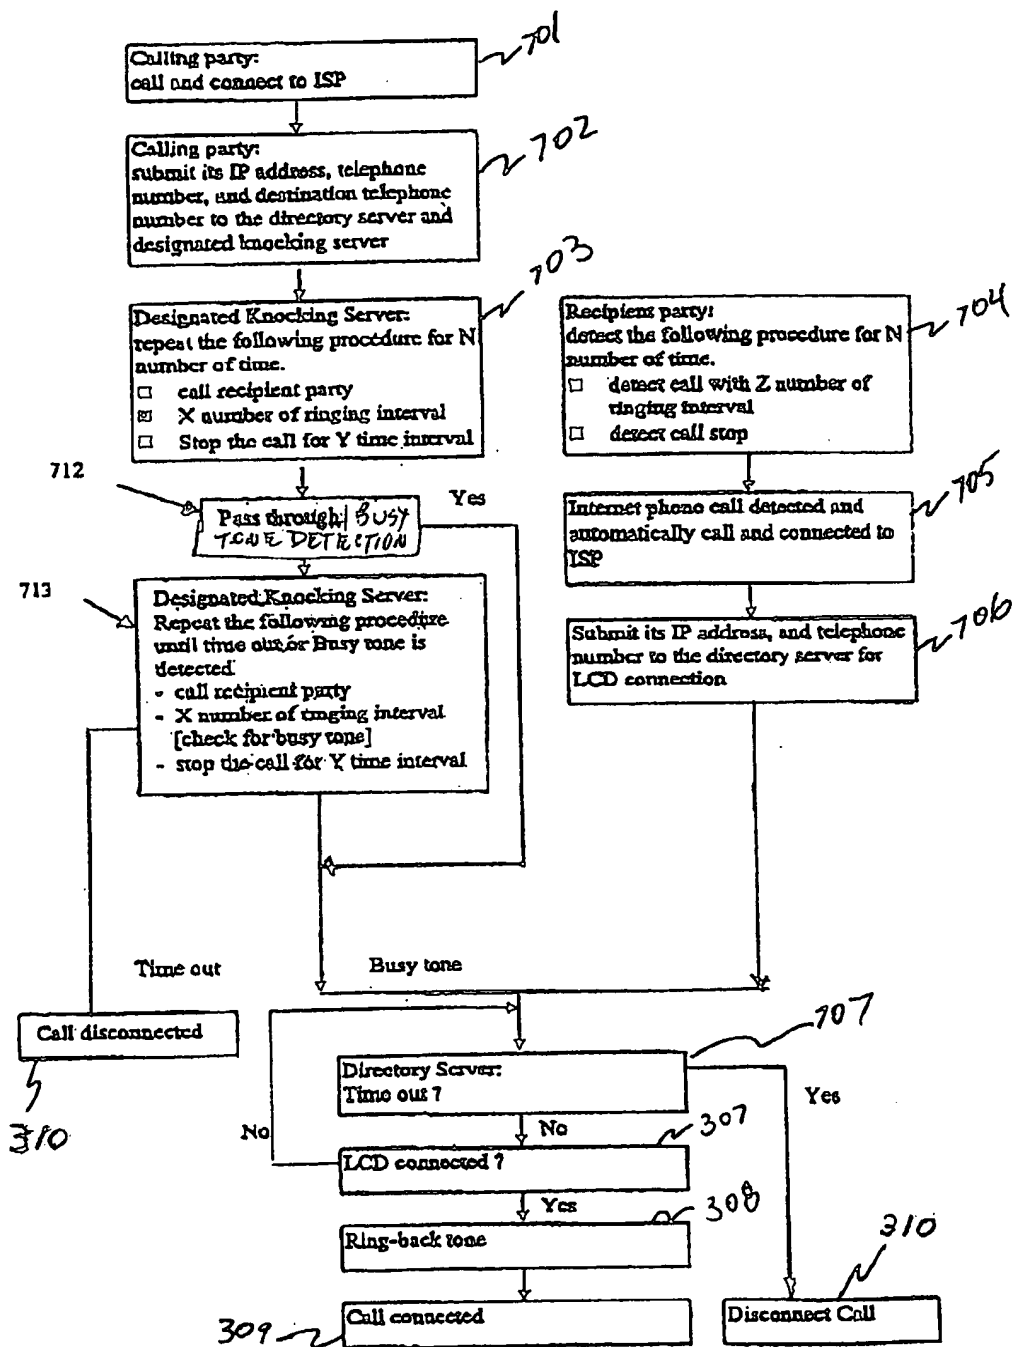 701
Calling party:
call and connect to ISP
702
Calling party:
submit its IP address, telephone
number, and destination telephone
number to the directory server and
designated knocking server
703
Designated Knocking Server:
repeat the following procedure for N
number of time.
call recipient party
X number of ringing interval
Stop the call for Y time interval
704
Recipient party:
detect the following procedure for N
number of time.
detect call with Z number of
ringing interval
detect call stop
712
Pass through/ BUSY
TONE DETECTION
Yes
705
Internet phone call detected and
automatically call and connected to
ISP
713
Designated Knocking Server:
Repeat the following procedure
until time out or Busy tone is
detected
- call recipient party
- X number of ringing interval
[check for busy tone]
- stop the call for Y time interval
706
Submit its IP address, and telephone
number to the directory server for
LCD connection
Time out
Busy tone
Call disconnected
310
707
Directory Server:
Time out ?
Yes
No
No
307
LCD connected ?
Yes
308
Ring-back tone
309
Call connected
310
Disconnect Call